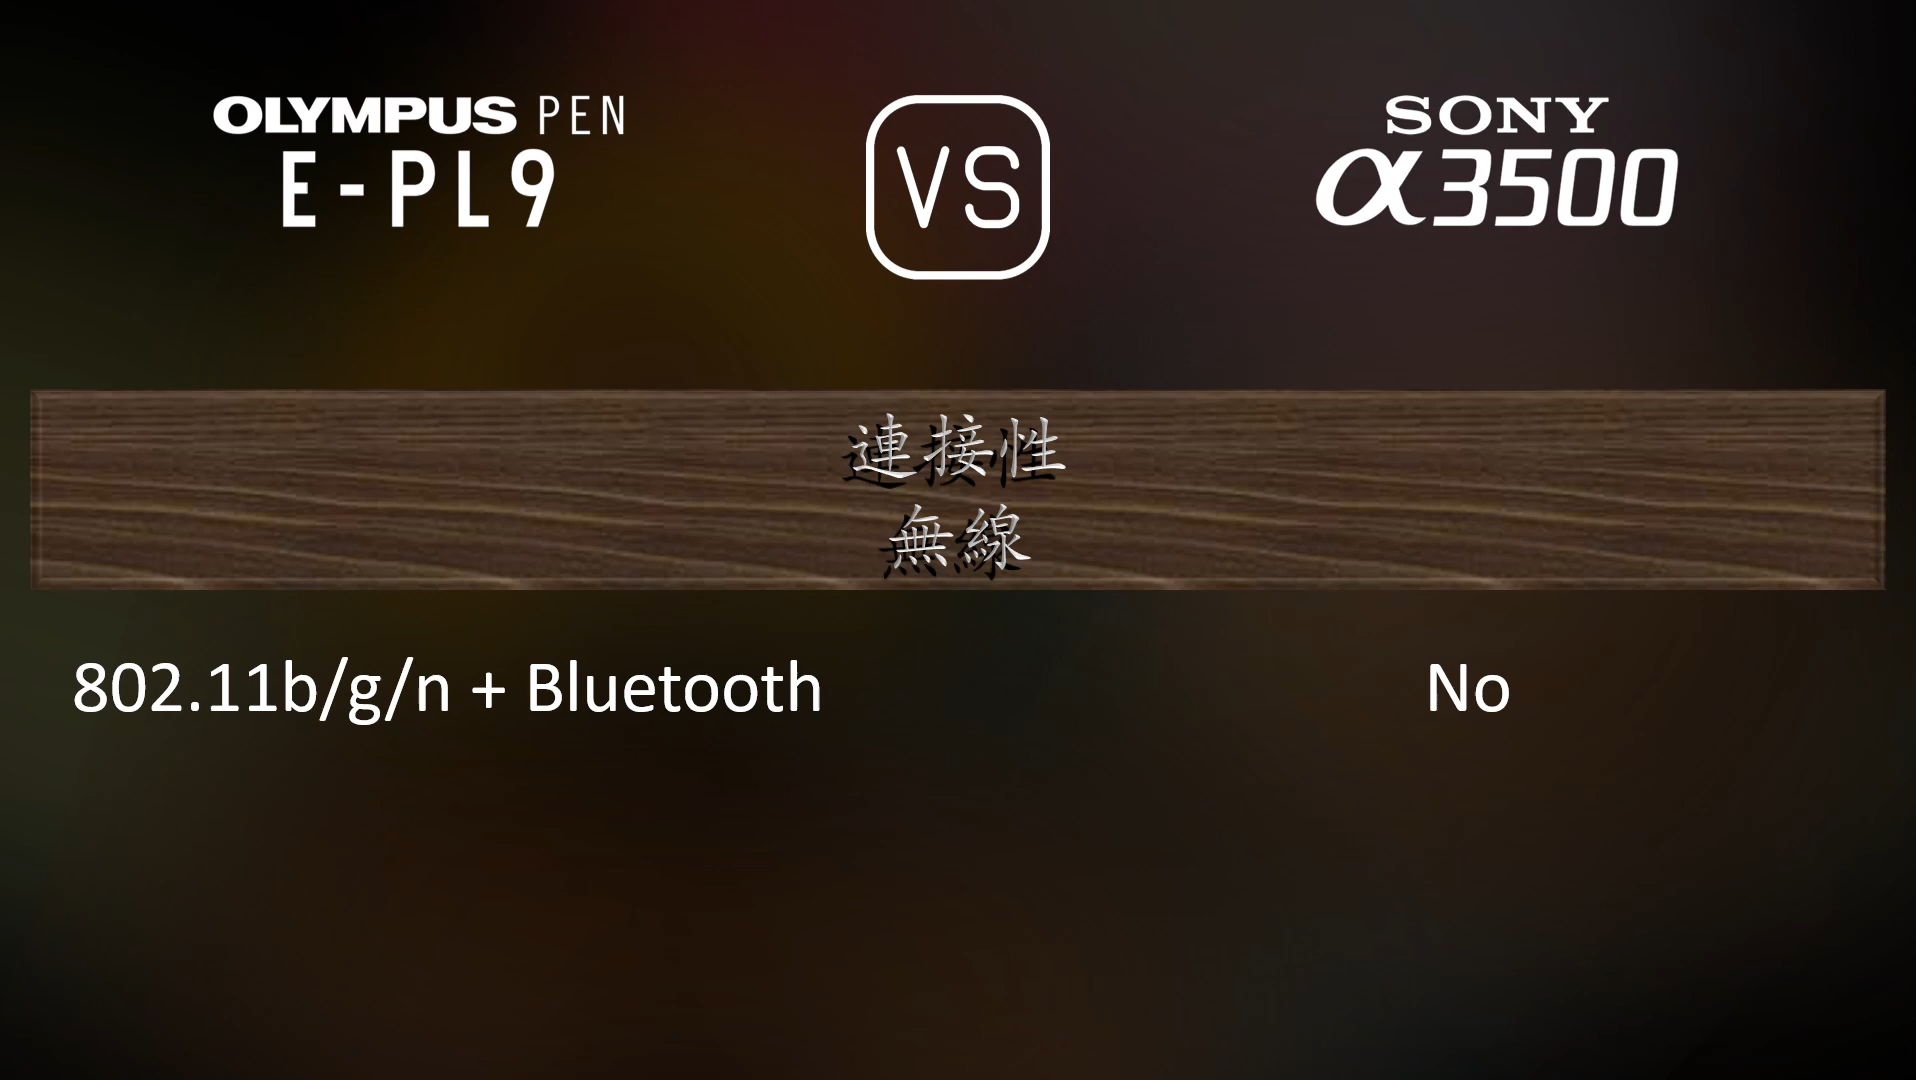 OLYMPUS PEN
E-PL9
VS
SONY
α3500
連接性
無線
802.11b/g/n + Bluetooth
No